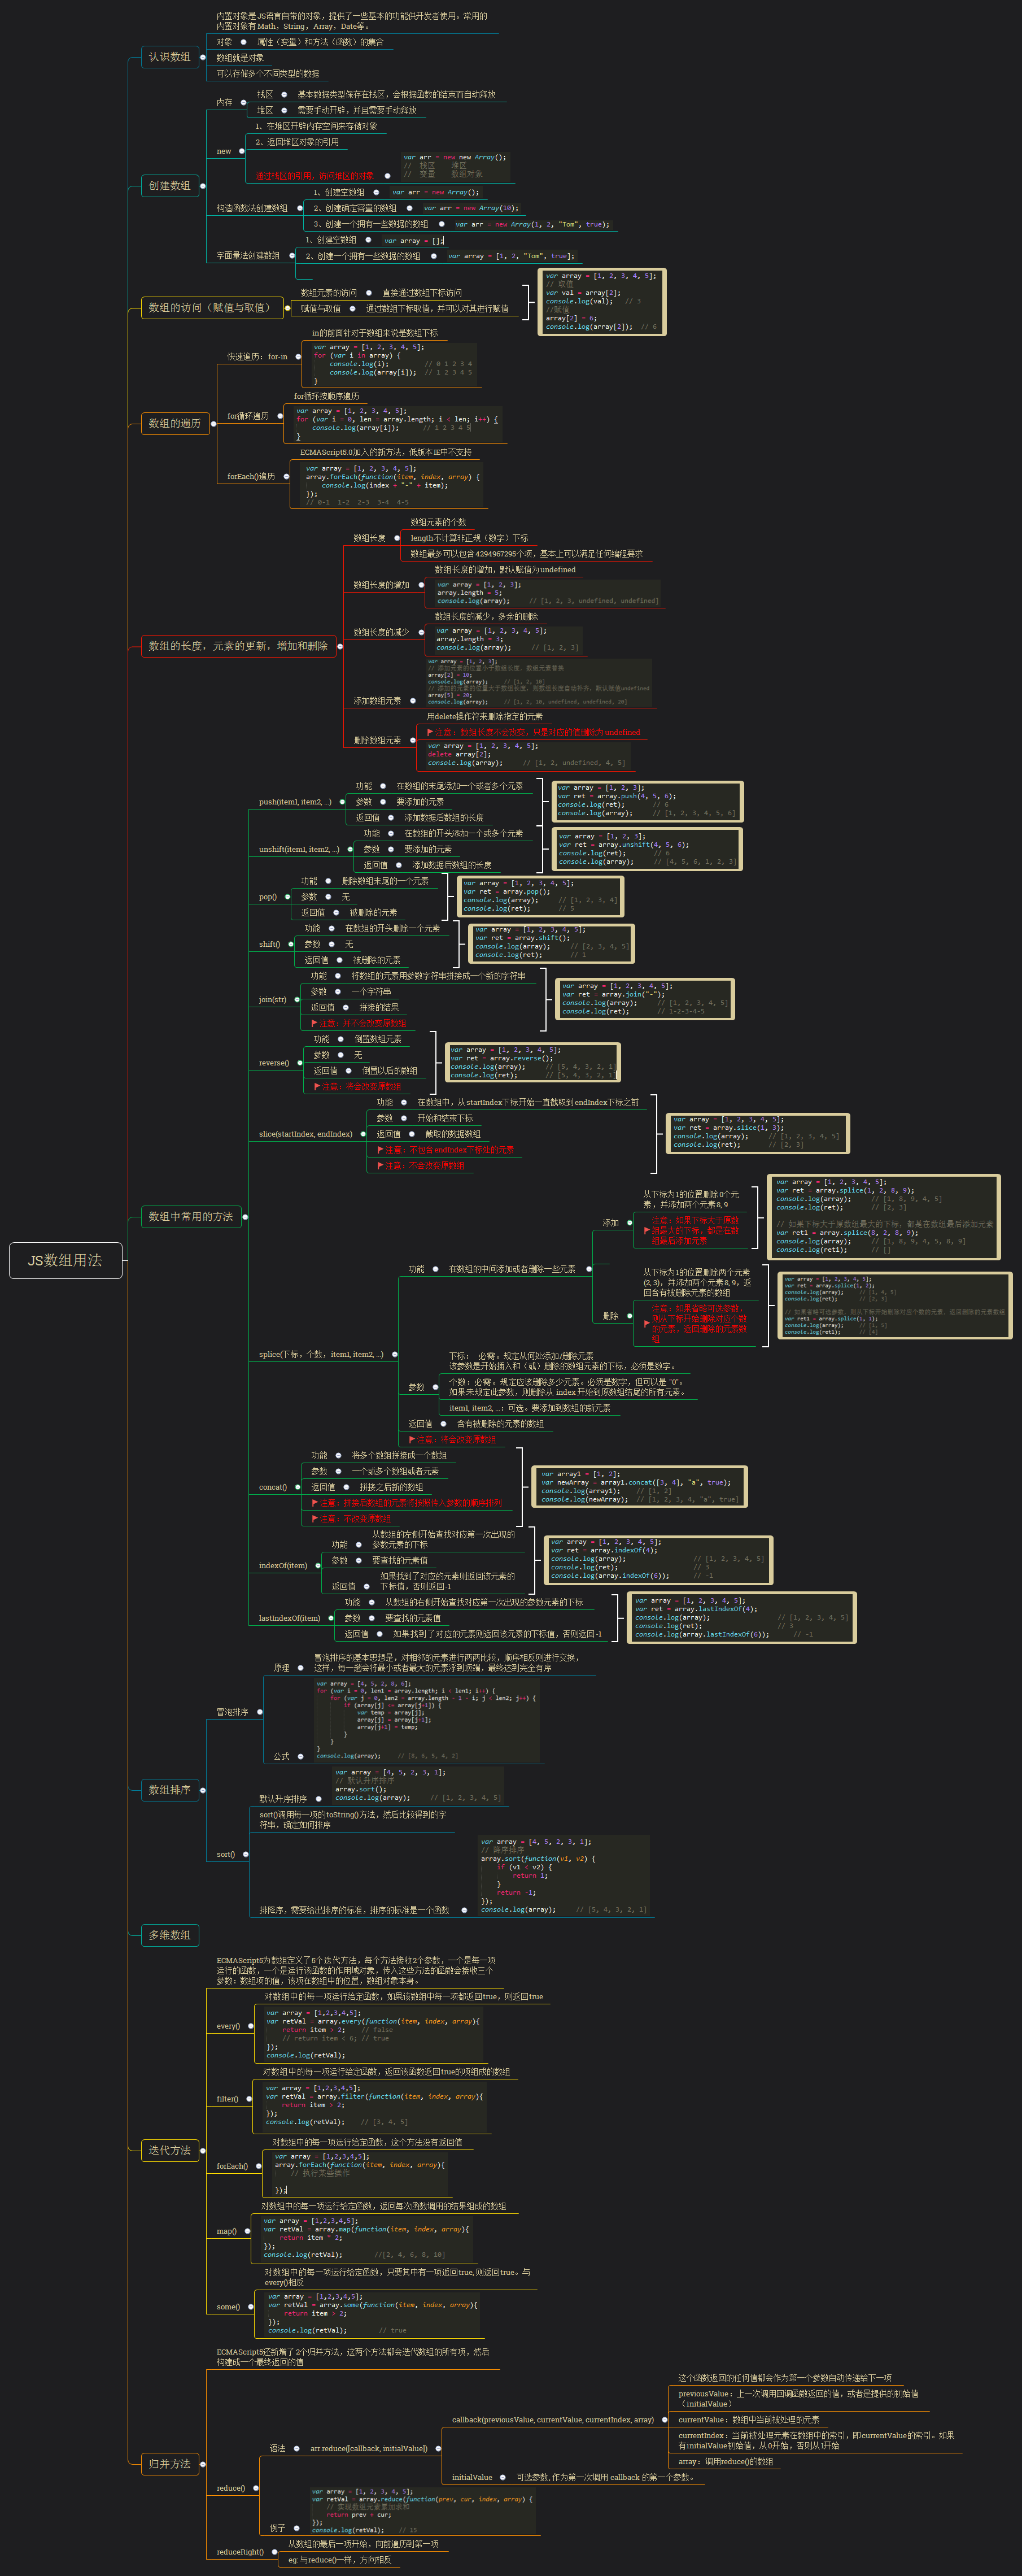 JS数组用法
认识数组
内置对象是JS语言自带的对象，提供了一些基本的功能供开发者使用。常用的
内置对象有 Math，String，Array，Date等。
对象
属性（变量）和方法（函数）的集合
数组就是对象
可以存储多个不同类型的数据
创建数组
内存
栈区
基本数据类型保存在栈区，会根据函数的结束而自动释放
堆区
需要手动开辟，并且需要手动释放
new
1、在堆区开辟内存空间来存储对象
2、返回堆区对象的引用
通过栈区的引用，访问堆区的对象
var arr = new new Array();
// 栈区 堆区
// 变量 数组对象
构造函数法创建数组
1、创建空数组
var arr = new Array();
2、创建确定容量的数组
var arr = new Array(10);
3、创建一个拥有一些数据的数组
var arr = new Array(1, 2, "Tom", true);
字面量法创建数组
1、创建空数组
var array = [];
2、创建一个拥有一些数据的数组
var array = [1, 2, "Tom", true];
数组的访问（赋值与取值）
数组元素的访问
直接通过数组下标访问
赋值与取值
通过数组下标取值，并可以对其进行赋值
var array = [1, 2, 3, 4, 5];
// 取值
var val = array[2];
console.log(val); // 3
//赋值
array[2] = 6;
console.log(array[2]); // 6
数组的遍历
快速遍历：for-in
in的前面针对于数组来说是数组下标
var array = [1, 2, 3, 4, 5];
for (var i in array) {
console.log(i); // 0 1 2 3 4
console.log(array[i]); // 1 2 3 4 5
}
for循环遍历
for循环按顺序遍历
var array = [1, 2, 3, 4, 5];
for (var i = 0, len = array.length; i < len; i++) {
console.log(array[i]); // 1 2 3 4 5
}
forEach()遍历
ECMAScript5.0加入的新方法，低版本IE中不支持
var array = [1, 2, 3, 4, 5];
array.forEach(function(item, index, array) {
console.log(index + "-" + item);
});
// 0-1 1-2 2-3 3-4 4-5
数组的长度，元素的更新，增加和删除
数组长度
数组元素的个数
length不计算非正规（数字）下标
数组最多可以包含4294967295个项，基本上可以满足任何编程要求
数组长度的增加
数组长度的增加，默认赋值为undefined
var array = [1, 2, 3];
array.length = 5;
console.log(array); // [1, 2, 3, undefined, undefined]
数组长度的减少
数组长度的减少，多余的删除
var array = [1, 2, 3, 4, 5];
array.length = 3;
console.log(array); // [1, 2, 3]
添加数组元素
var array = [1, 2, 3];
// 添加元素的位置小于数组长度，数组元素替换
array[2] = 10;
console.log(array); // [1, 2, 10]
// 添加的元素的位置大于数组长度，则数组长度自动补齐，默认赋值undefined
array[5] = 20;
console.log(array); // [1, 2, 10, undefined, undefined, 20]
删除数组元素
用delete操作符来删除指定的元素
注意：数组长度不会改变，只是对应的值删除为undefined
var array = [1, 2, 3, 4, 5];
delete array[2];
console.log(array); // [1, 2, undefined, 4, 5]
数组中常用的方法
push(item1, item2, ...)
功能
在数组的末尾添加一个或者多个元素
参数
要添加的元素
返回值
添加数据后数组的长度
var array = [1, 2, 3];
var ret = array.push(4, 5, 6);
console.log(ret); // 6
console.log(array); // [1, 2, 3, 4, 5, 6]
unshift(item1, item2, ...)
功能
在数组的开头添加一个或多个元素
参数
要添加的元素
返回值
添加数据后数组的长度
var array = [1, 2, 3];
var ret = array.unshift(4, 5, 6);
console.log(ret); // 6
console.log(array); // [4, 5, 6, 1, 2, 3]
pop()
功能
删除数组末尾的一个元素
参数
无
返回值
被删除的元素
var array = [1, 2, 3, 4, 5];
var ret = array.pop();
console.log(array); // [1, 2, 3, 4]
console.log(ret); // 5
shift()
功能
在数组的开头删除一个元素
参数
无
返回值
被删除的元素
var array = [1, 2, 3, 4, 5];
var ret = array.shift();
console.log(array); // [2, 3, 4, 5]
console.log(ret); // 1
join(str)
功能
将数组的元素用参数字符串拼接成一个新的字符串
参数
一个字符串
返回值
拼接的结果
注意：并不会改变原数组
var array = [1, 2, 3, 4, 5];
var ret = array.join("-");
console.log(array); // [1, 2, 3, 4, 5]
console.log(ret); // 1-2-3-4-5
reverse()
功能
倒置数组元素
参数
无
返回值
倒置以后的数组
注意：将会改变原数组
var array = [1, 2, 3, 4, 5];
var ret = array.reverse();
console.log(array); // [5, 4, 3, 2, 1]
console.log(ret); // [5, 4, 3, 2, 1]
slice(startIndex, endIndex)
功能
在数组中，从startIndex下标开始一直截取到endIndex下标之前
参数
开始和结束下标
返回值
截取的数据数组
注意：不包含endIndex下标处的元素
注意：不会改变原数组
var array = [1, 2, 3, 4, 5];
var ret = array.slice(1, 3);
console.log(array); // [1, 2, 3, 4, 5]
console.log(ret); // [2, 3]
splice(下标，个数，item1, item2, ...)
功能
在数组的中间添加或者删除一些元素
添加
从下标为1的位置删除0个元
素，并添加两个元素8, 9
注意：如果下标大于原数
组最大的下标，都是在数
组最后添加元素
var array = [1, 2, 3, 4, 5];
var ret = array.splice(1, 2, 8, 9);
console.log(array); // [1, 8, 9, 4, 5]
console.log(ret); // [2, 3]
// 如果下标大于原数组最大的下标，都是在数组最后添加元素
var ret1 = array.splice(8, 2, 8, 9);
console.log(array); // [1, 8, 9, 4, 5, 8, 9]
console.log(ret1); // []
删除
从下标为1的位置删除两个元素
(2, 3)，并添加两个元素8, 9，返
回含有被删除元素的数组
注意：如果省略可选参数，
则从下标开始删除对应个数
的元素，返回删除的元素数
组
var array = [1, 2, 3, 4, 5];
var ret = array.splice(1, 2);
console.log(array); // [1, 4, 5]
console.log(ret); // [2, 3]
// 如果省略可选参数，则从下标开始删除对应个数的元素，返回删除的元素数组
var ret1 = array.splice(1, 1);
console.log(array); // [1, 5]
console.log(ret1); // [4]
参数
下标： 必需。规定从何处添加/删除元素
该参数是开始插入和（或）删除的数组元素的下标，必须是数字。
个数：必需。规定应该删除多少元素。必须是数字，但可以是 "0"。
如果未规定此参数，则删除从 index 开始到原数组结尾的所有元素。
item1, item2, ...：可选。要添加到数组的新元素
返回值
含有被删除的元素的数组
注意：将会改变原数组
concat()
功能
将多个数组拼接成一个数组
参数
一个或多个数组或者元素
返回值
拼接之后新的数组
注意：拼接后数组的元素将按照传入参数的顺序排列
注意：不改变原数组
var array1 = [1, 2];
var newArray = array1.concat([3, 4], "a", true);
console.log(array1); // [1, 2]
console.log(newArray); // [1, 2, 3, 4, "a", true]
indexOf(item)
功能
从数组的左侧开始查找对应第一次出现的
参数元素的下标
参数
要查找的元素值
返回值
如果找到了对应的元素则返回该元素的
下标值，否则返回-1
var array = [1, 2, 3, 4, 5];
var ret = array.indexOf(4);
console.log(array); // [1, 2, 3, 4, 5]
console.log(ret); // 3
console.log(array.indexOf(6)); // -1
lastIndexOf(item)
功能
从数组的右侧开始查找对应第一次出现的参数元素的下标
参数
要查找的元素值
返回值
如果找到了对应的元素则返回该元素的下标值，否则返回-1
var array = [1, 2, 3, 4, 5];
var ret = array.lastIndexOf(4);
console.log(array); // [1, 2, 3, 4, 5]
console.log(ret); // 3
console.log(array.lastIndexOf(6)); // -1
数组排序
冒泡排序
原理
冒泡排序的基本思想是，对相邻的元素进行两两比较，顺序相反则进行交换，
这样，每一趟会将最小或者最大的元素浮到顶端，最终达到完全有序
公式
var array = [4, 5, 2, 8, 6];
for (var i = 0, len1 = array.length; i < len1; i++) {
for (var j = 0, len2 = array.length - 1 - i; j < len2; j++) {
if (array[j] <= array[j+1]) {
var temp = array[j];
array[j] = array[j+1];
array[j+1] = temp;
}
}
}
console.log(array); // [8, 6, 5, 4, 2]
sort()
默认升序排序
var array = [4, 5, 2, 3, 1];
// 默认升序排序
array.sort();
console.log(array); // [1, 2, 3, 4, 5]
sort()调用每一项的toString()方法，然后比较得到的字
符串，确定如何排序
排降序，需要给出排序的标准，排序的标准是一个函数
var array = [4, 5, 2, 3, 1];
// 降序排序
array.sort(function(v1, v2) {
if (v1 < v2) {
return 1;
}
return -1;
});
console.log(array); // [5, 4, 3, 2, 1]
多维数组
迭代方法
ECMAScript5为数组定义了5个迭代方法，每个方法接收2个参数，一个是每一项
运行的函数，一个是运行该函数的作用域对象，传入这些方法的函数会接收三个
参数：数组项的值，该项在数组中的位置，数组对象本身。
every()
对数组中的每一项运行给定函数，如果该数组中每一项都返回true，则返回true
var array = [1,2,3,4,5];
var retVal = array.every(function(item, index, array){
return item > 2; // false
// return item < 6; // true
});
console.log(retVal);
filter()
对数组中的每一项运行给定函数，返回该函数返回true的项组成的数组
var array = [1,2,3,4,5];
var retVal = array.filter(function(item, index, array){
return item > 2;
});
console.log(retVal); // [3, 4, 5]
forEach()
对数组中的每一项运行给定函数，这个方法没有返回值
var array = [1,2,3,4,5];
array.forEach(function(item, index, array){
// 执行某些操作
});
map()
对数组中的每一项运行给定函数，返回每次函数调用的结果组成的数组
var array = [1,2,3,4,5];
var retVal = array.map(function(item, index, array){
return item * 2;
});
console.log(retVal); //[2, 4, 6, 8, 10]
some()
对数组中的每一项运行给定函数，只要其中有一项返回true, 则返回true。与
every()相反
var array = [1,2,3,4,5];
var retVal = array.some(function(item, index, array){
return item > 2;
});
console.log(retVal); // true
归并方法
ECMAScript5还新增了2个归并方法，这两个方法都会迭代数组的所有项，然后
构建成一个最终返回的值
reduce()
语法
arr.reduce([callback, initialValue])
callback(previousValue, currentValue, currentIndex, array)
这个函数返回的任何值都会作为第一个参数自动传递给下一项
previousValue：上一次调用回调函数返回的值，或者是提供的初始值
（initialValue）
currentValue：数组中当前被处理的元素
currentIndex：当前被处理元素在数组中的索引，即currentValue的索引。如果
有initialValue初始值，从0开始，否则从1开始
array：调用reduce()的数组
initialValue
可选参数, 作为第一次调用 callback 的第一个参数。
例子
var array = [1, 2, 3, 4, 5];
var retVal = array.reduce(function(prev, cur, index, array) {
// 实现数组元素累加求和
return prev + cur;
});
console.log(retVal); // 15
reduceRight()
从数组的最后一项开始，向前遍历到第一项
eg: 与reduce()一样，方向相反